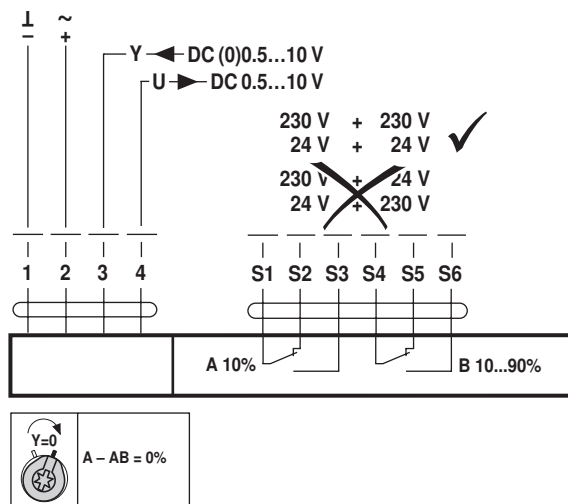 ⊥ ~
– +
Y DC (0)0.5...10 V
U DC 0.5...10 V
230 V + 230 V
24 V + 24 V
230 V + 24 V
24 V + 230 V
1 2 3 4 S1 S2 S3 S4 S5 S6
A 10% B 10...90%
Y=0
A – AB = 0%